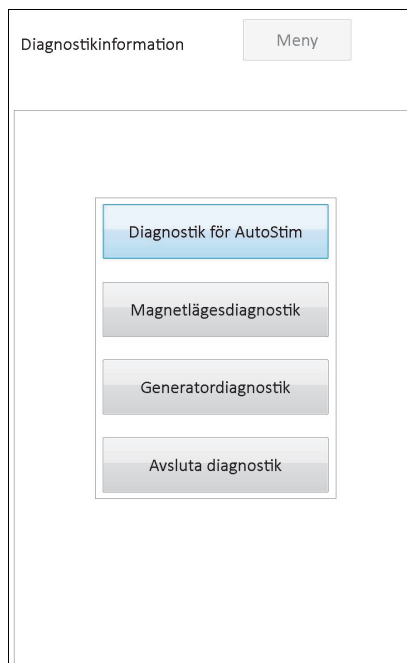 Diagnostikinformation
Meny
Diagnostik för AutoStim
Magnetlägesdiagnostik
Generatordiagnostik
Avsluta diagnostik